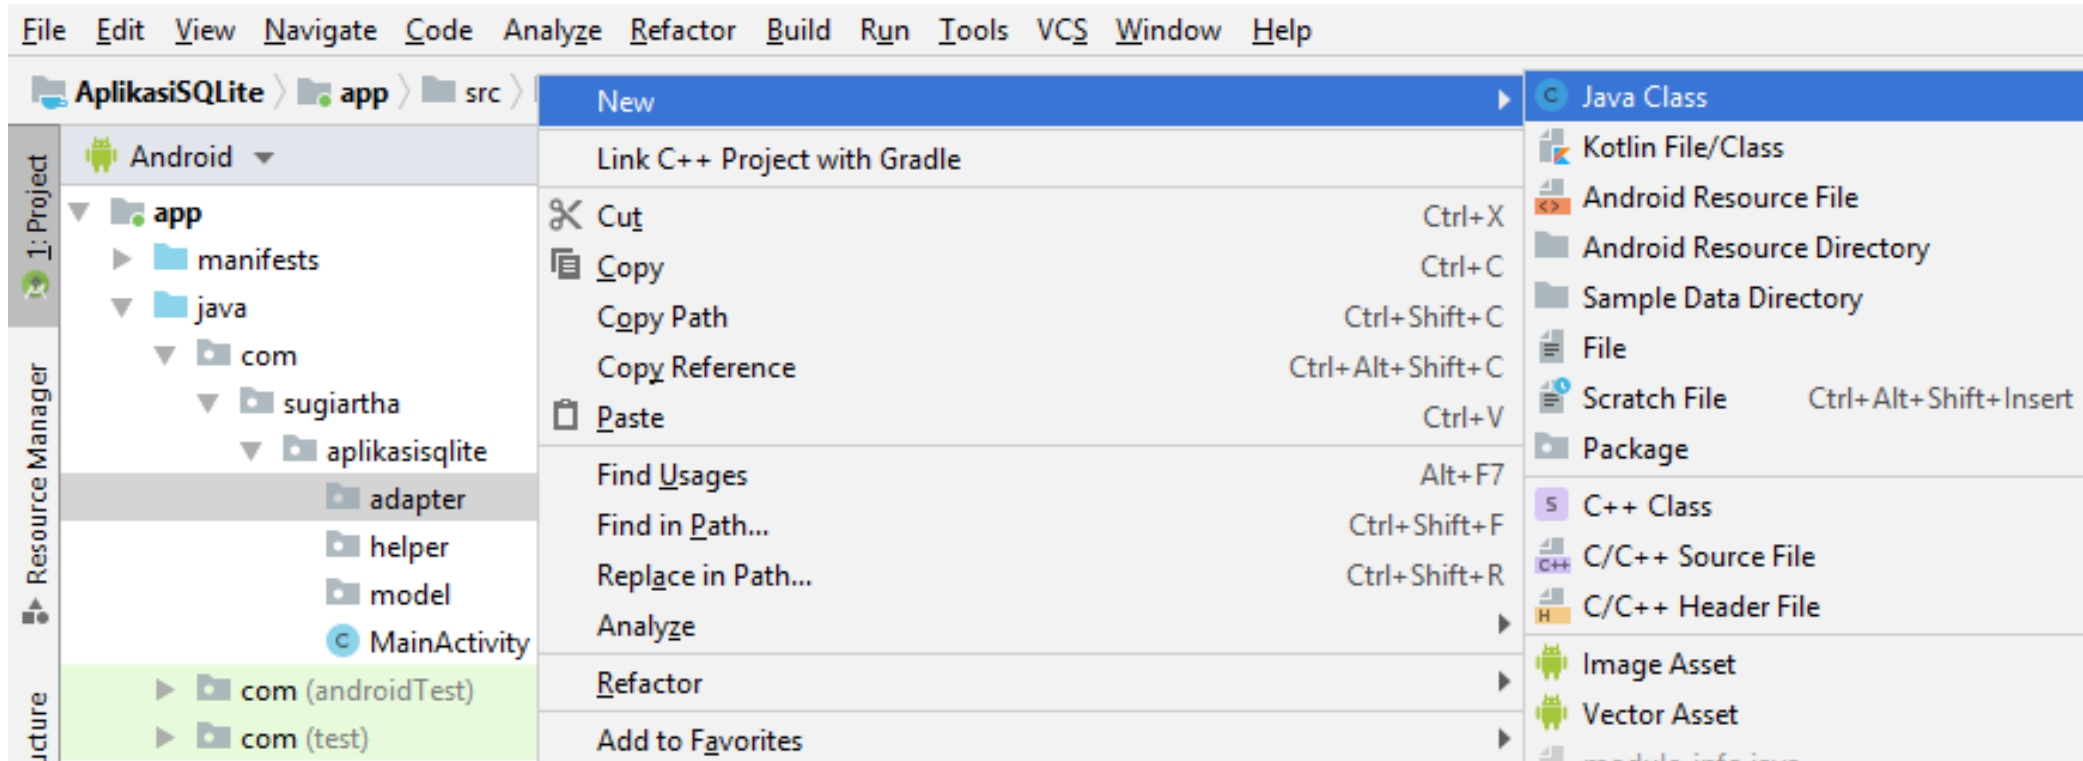 File Edit View Navigate Code Analyze Refactor Build Run Tools VCS Window Help
AplikasiSQLite app src
1: Project
Resource Manager
Android
app
manifests
java
com
sugiartha
aplikasisqlite
adapter
helper
model
MainActivity
com (androidTest)
com (test)
New
Link C++ Project with Gradle
Cut Ctrl+X
Copy Ctrl+C
Copy Path Ctrl+Shift+C
Copy Reference Ctrl+Alt+Shift+C
Paste Ctrl+V
Find Usages Alt+F7
Find in Path... Ctrl+Shift+F
Replace in Path... Ctrl+Shift+R
Analyze
Refactor
Add to Favorites
C Java Class
Kotlin File/Class
<> Android Resource File
Android Resource Directory
Sample Data Directory
File
Scratch File Ctrl+Alt+Shift+Insert
Package
S C++ Class
C++ C/C++ Source File
H C/C++ Header File
Image Asset
Vector Asset